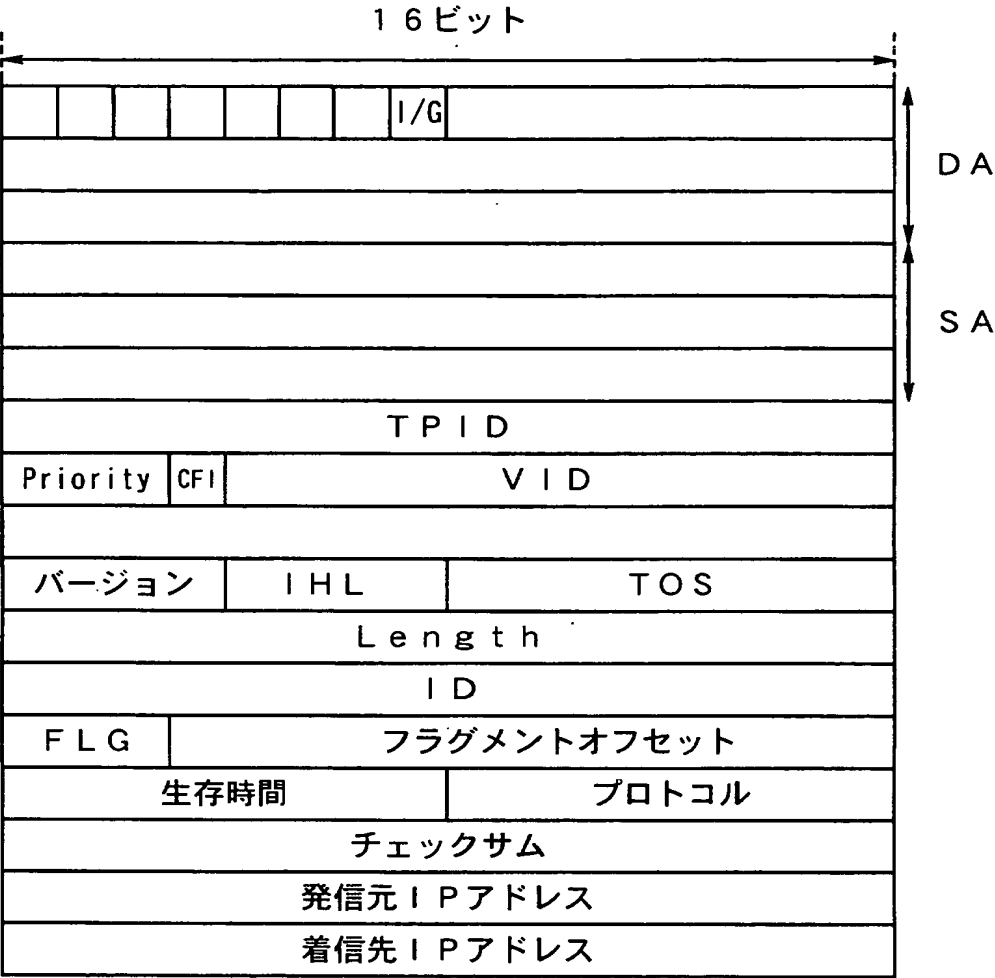 16ビット
I/G
DA
SA
TPID
Priority CFI VID
バージョン IHL TOS
Length
ID
FLG フラグメントオフセット
生存時間 プロトコル
チェックサム
発信元IPアドレス
着信先IPアドレス